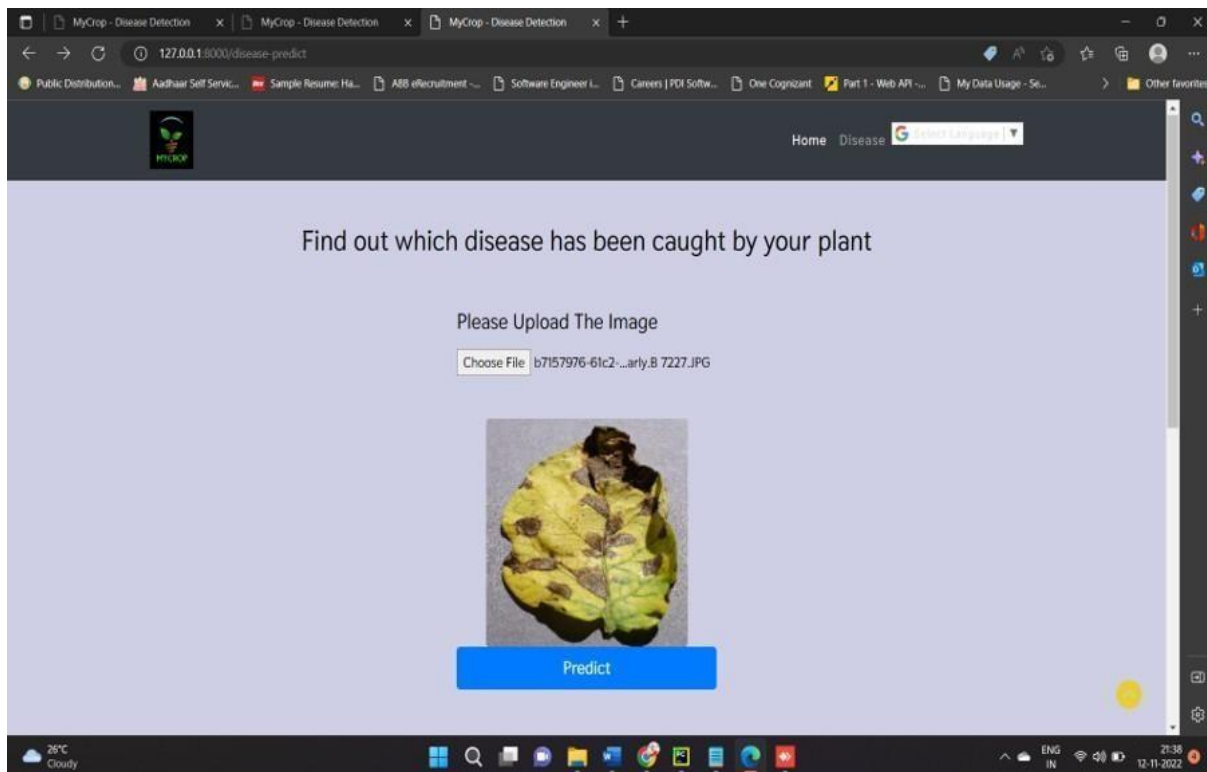 MyCrop - Disease Detection
MyCrop - Disease Detection
MyCrop - Disease Detection
127.0.0.1:8000/disease-predict
Public Distribution...
Aadhaar Self Servic...
Sample Resume: Ha...
ABB eRecruitment -...
Software Engineer i...
Careers | PDI Softw...
One Cognizant
Part 1 - Web API -...
My Data Usage - Se...
Other favorites
MYCROP
Home Disease G Select Language ▼
Find out which disease has been caught by your plant
Please Upload The Image
Choose File b7157976-61c2-...arly.B 7227.JPG
Predict
26°C
Cloudy
ENG
IN
21:38
12-11-2022